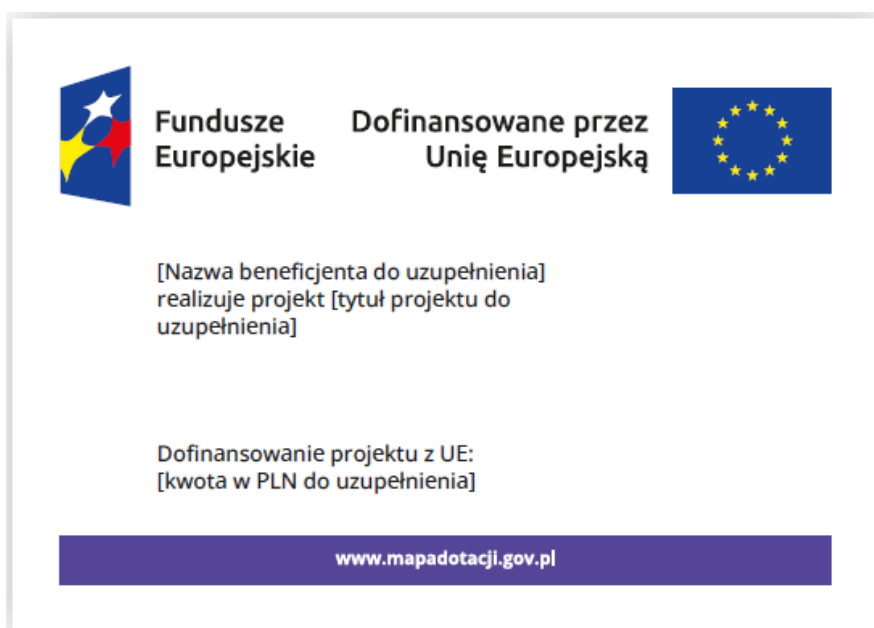 Fundusze
Europejskie
Dofinansowane przez
Unię Europejską
[Nazwa beneficjenta do uzupełnienia]
realizuje projekt [tytuł projektu do
uzupełnienia]
Dofinansowanie projektu z UE:
[kwota w PLN do uzupełnienia]
www.mapadotacji.gov.pl